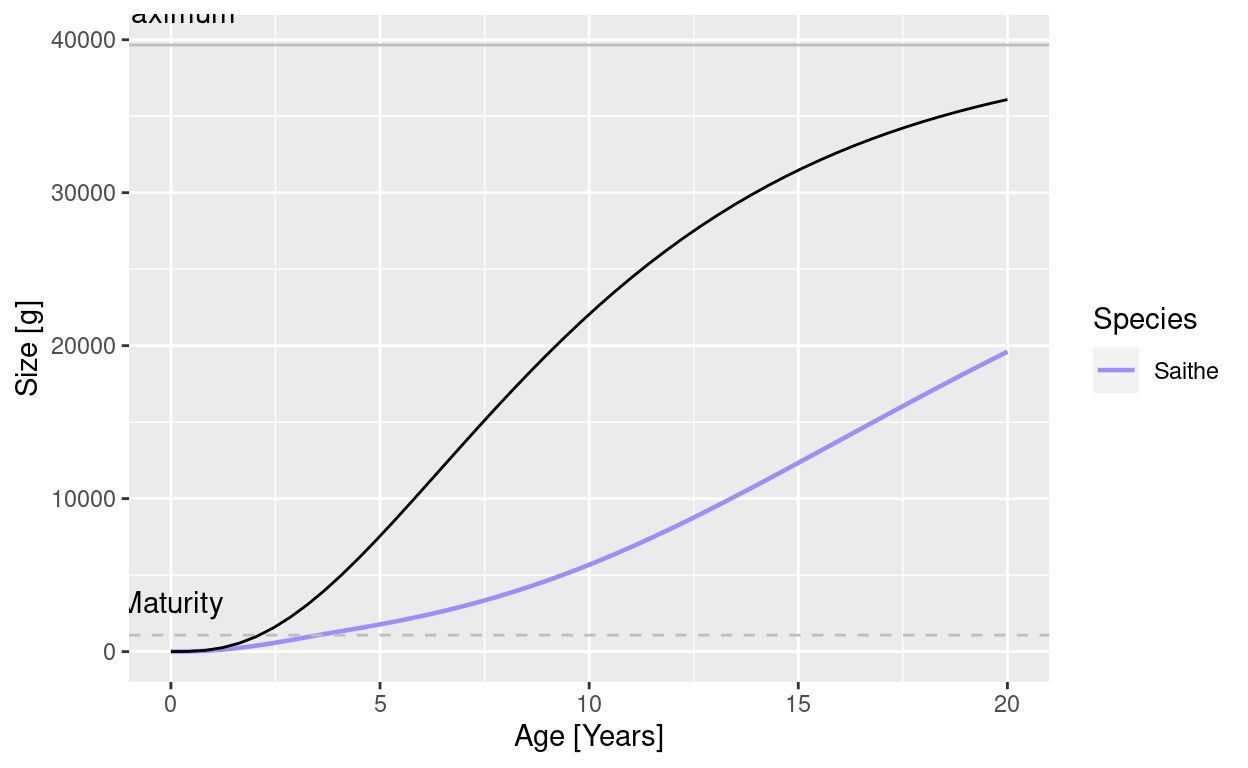 aximum
40000
30000
20000
10000
0
Maturity
Size [g]
0 5 10 15 20
Age [Years]
Species
Saithe